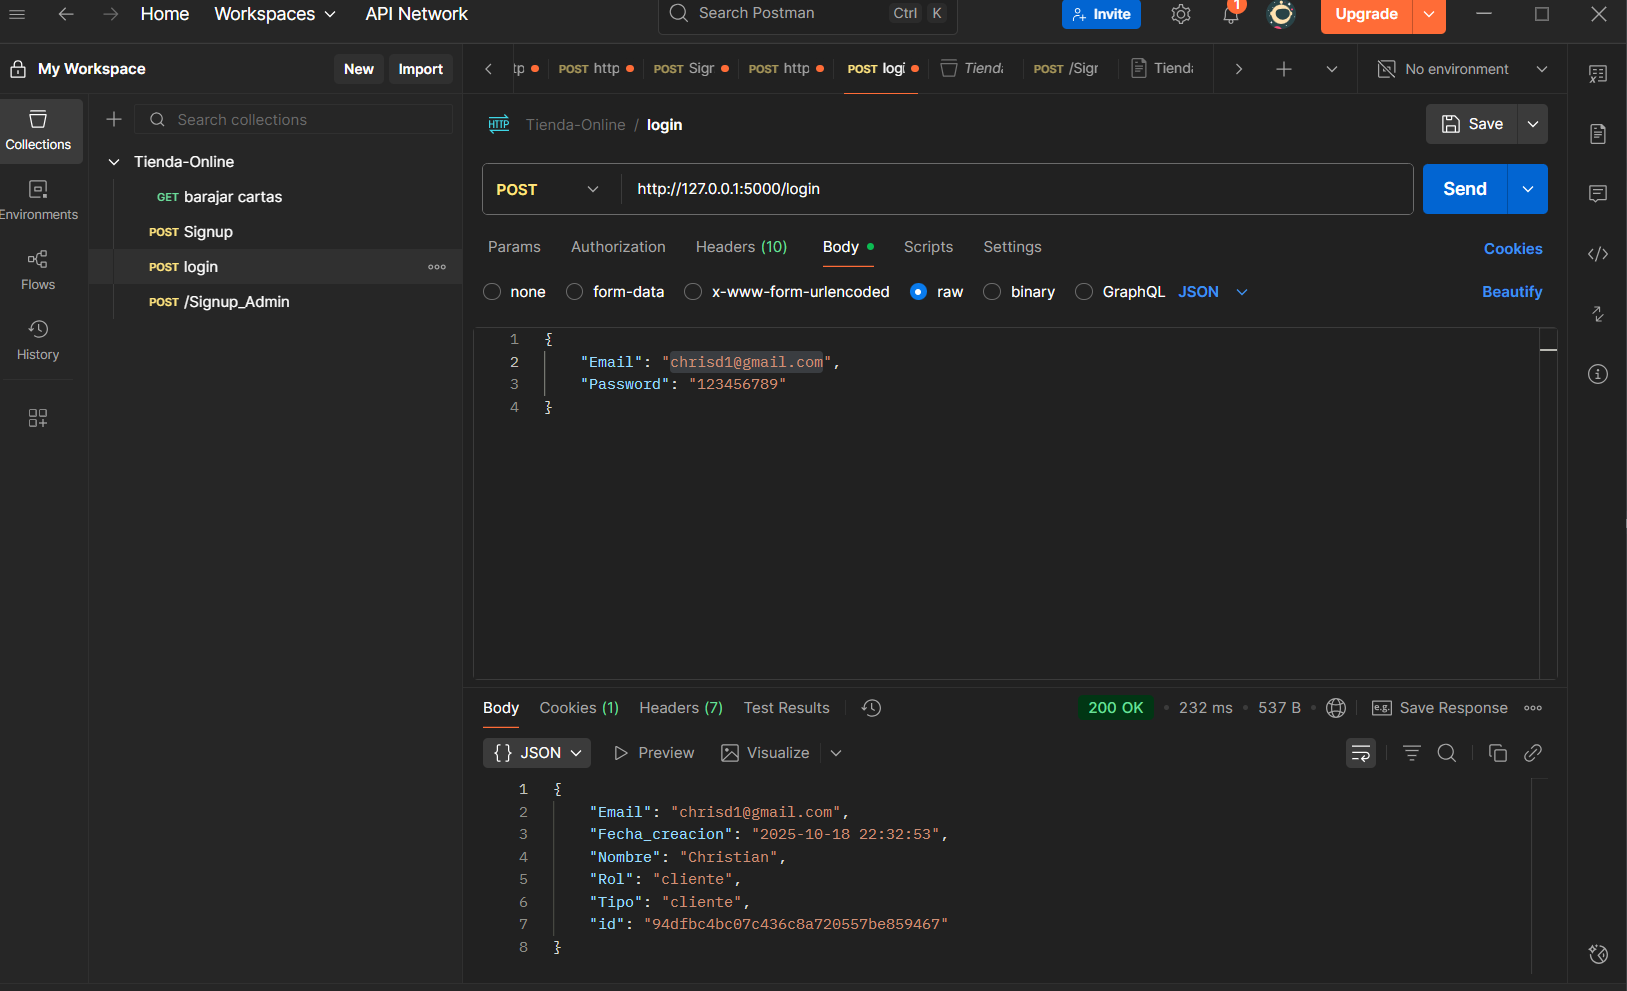 Home Workspaces API Network Search Postman Ctrl K Invite 1 Upgrade
My Workspace New Import
tp POST http POST Sigr POST http POST logi Tienda POST /Sigr Tienda No environment
Search collections
Collections
Environments
Flows
History
Tienda-Online
GET barajar cartas
POST Signup
POST login
POST /Signup_Admin
HTTP Tienda-Online / login Save
POST http://127.0.0.1:5000/login Send
Params Authorization Headers (10) Body Scripts Settings Cookies
none form-data x-www-form-urlencoded raw binary GraphQL JSON Beautify
1 {
2 "Email": "chrisd1@gmail.com",
3 "Password": "123456789"
4 }
Body Cookies (1) Headers (7) Test Results 200 OK • 232 ms • 537 B • e.g. Save Response
{} JSON Preview Visualize
1 {
2 "Email": "chrisd1@gmail.com",
3 "Fecha_creacion": "2025-10-18 22:32:53",
4 "Nombre": "Christian",
5 "Rol": "cliente",
6 "Tipo": "cliente",
7 "id": "94dfbc4bc07c436c8a720557be859467"
8 }